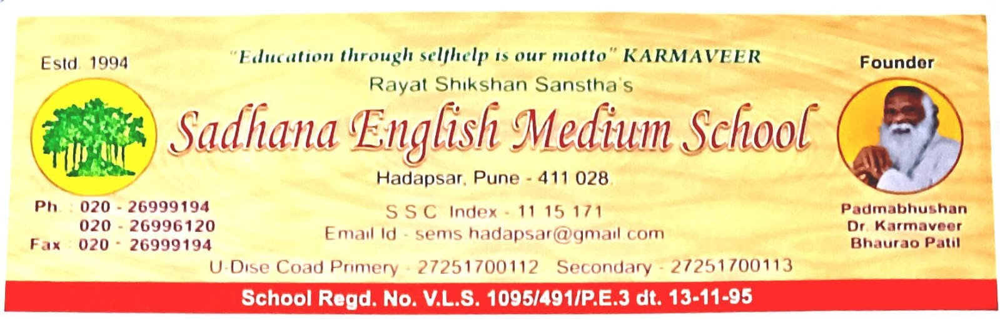 Estd. 1994
"Education through selfhelp is our motto" KARMAVEER
Founder
Rayat Shikshan Sanstha's
Sadhana English Medium School
Hadapsar, Pune - 411 028.
Ph. : 020 - 26999194
020 - 26996120
Fax : 020 - 26999194
S S C Index - 11 15 171
Email Id - sems.hadapsar@gmail.com
Padmabhushan
Dr. Karmaveer
Bhaurao Patil
U-Dise Coad Primery - 27251700112 Secondary - 27251700113
School Regd. No. V.L.S. 1095/491/P.E.3 dt. 13-11-95